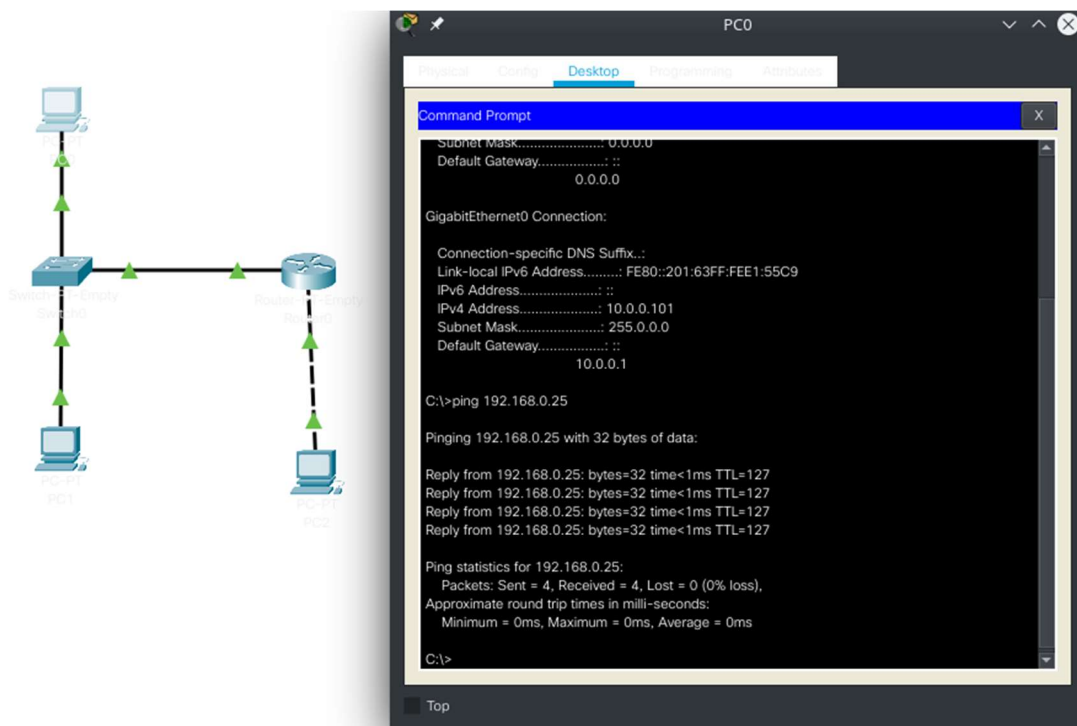 PC0
Physical Config Desktop Programming Attributes
Command Prompt
X
Subnet Mask......................: 0.0.0.0
Default Gateway.................: ::
0.0.0.0
GigabitEthernet0 Connection:
Connection-specific DNS Suffix..:
Link-local IPv6 Address.........: FE80::201:63FF:FEE1:55C9
IPv6 Address.....................: ::
IPv4 Address.....................: 10.0.0.101
Subnet Mask......................: 255.0.0.0
Default Gateway.................: ::
10.0.0.1
C:\>ping 192.168.0.25
Pinging 192.168.0.25 with 32 bytes of data:
Reply from 192.168.0.25: bytes=32 time<1ms TTL=127
Reply from 192.168.0.25: bytes=32 time<1ms TTL=127
Reply from 192.168.0.25: bytes=32 time<1ms TTL=127
Reply from 192.168.0.25: bytes=32 time<1ms TTL=127
Ping statistics for 192.168.0.25:
Packets: Sent = 4, Received = 4, Lost = 0 (0% loss),
Approximate round trip times in milli-seconds:
Minimum = 0ms, Maximum = 0ms, Average = 0ms
C:\>
Top
PC-PT
Switch0
Router0
PC-PT
PC1
PC-PT
PC2